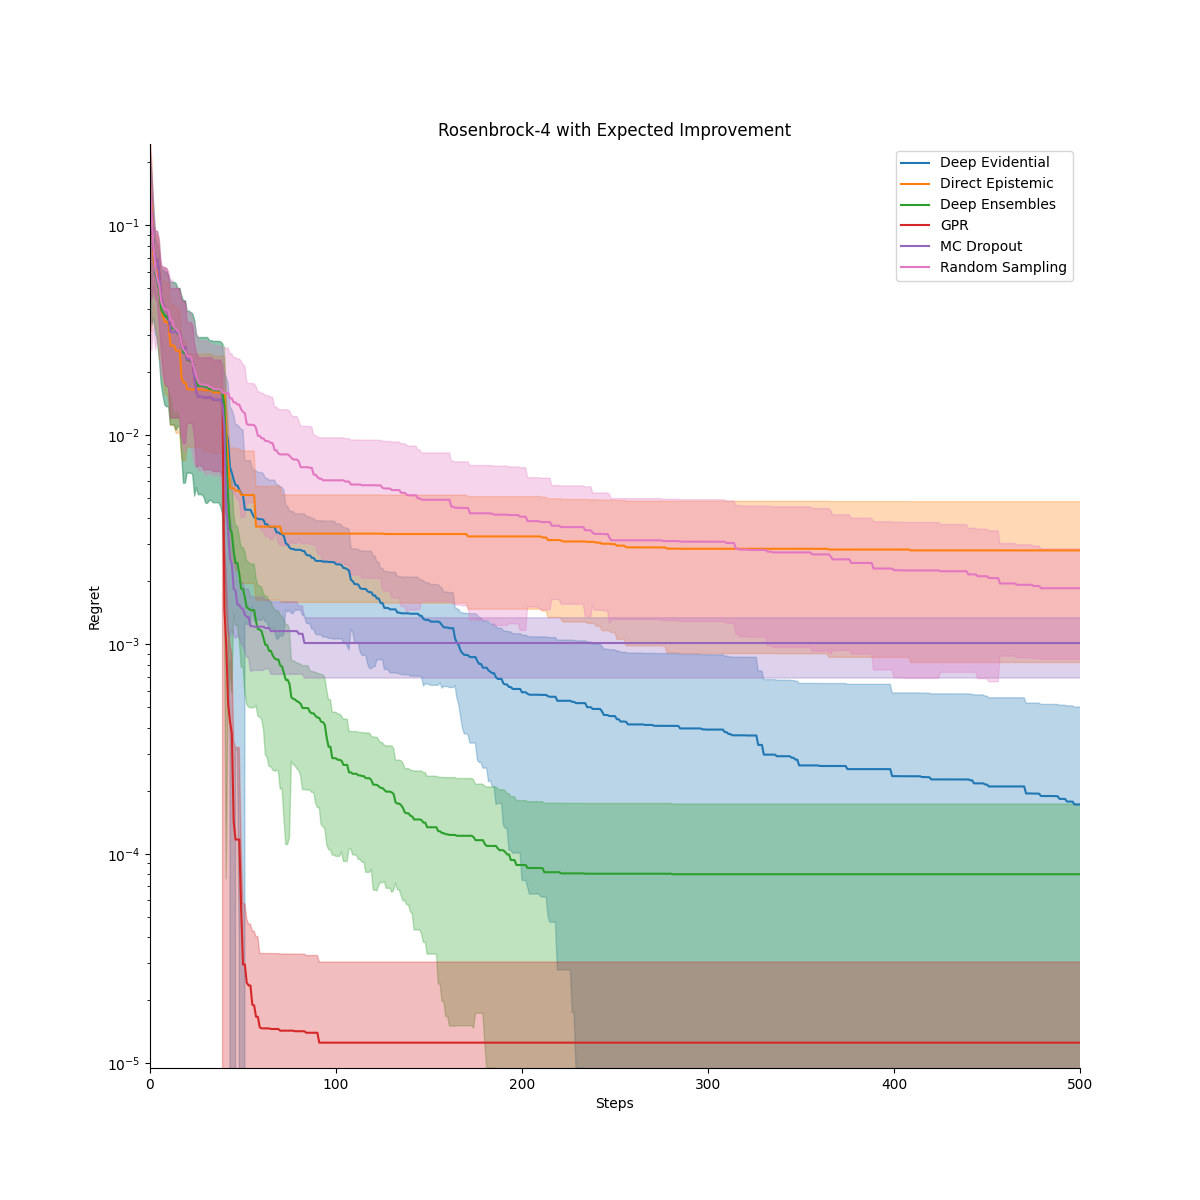 Rosenbrock-4 with Expected Improvement
Deep Evidential
Direct Epistemic
Deep Ensembles
GPR
MC Dropout
Random Sampling
Regret
10⁻¹
10⁻²
10⁻³
10⁻⁴
10⁻⁵
0 100 200 300 400 500
Steps